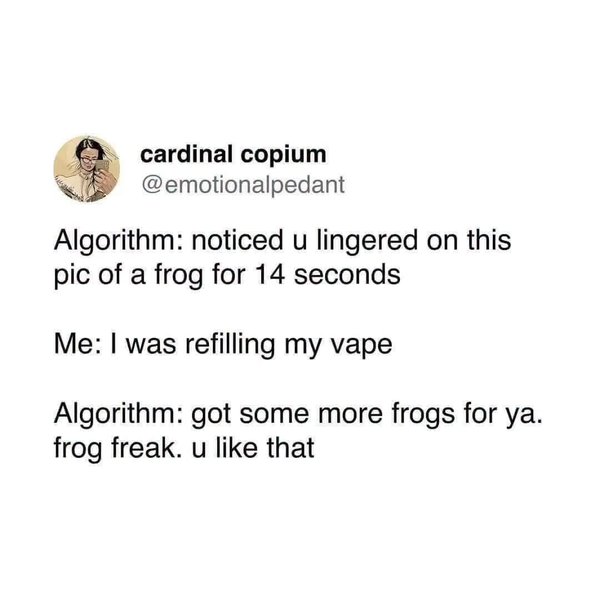 cardinal copium
@emotionalpedant
Algorithm: noticed u lingered on this
pic of a frog for 14 seconds
Me: I was refilling my vape
Algorithm: got some more frogs for ya.
frog freak. u like that